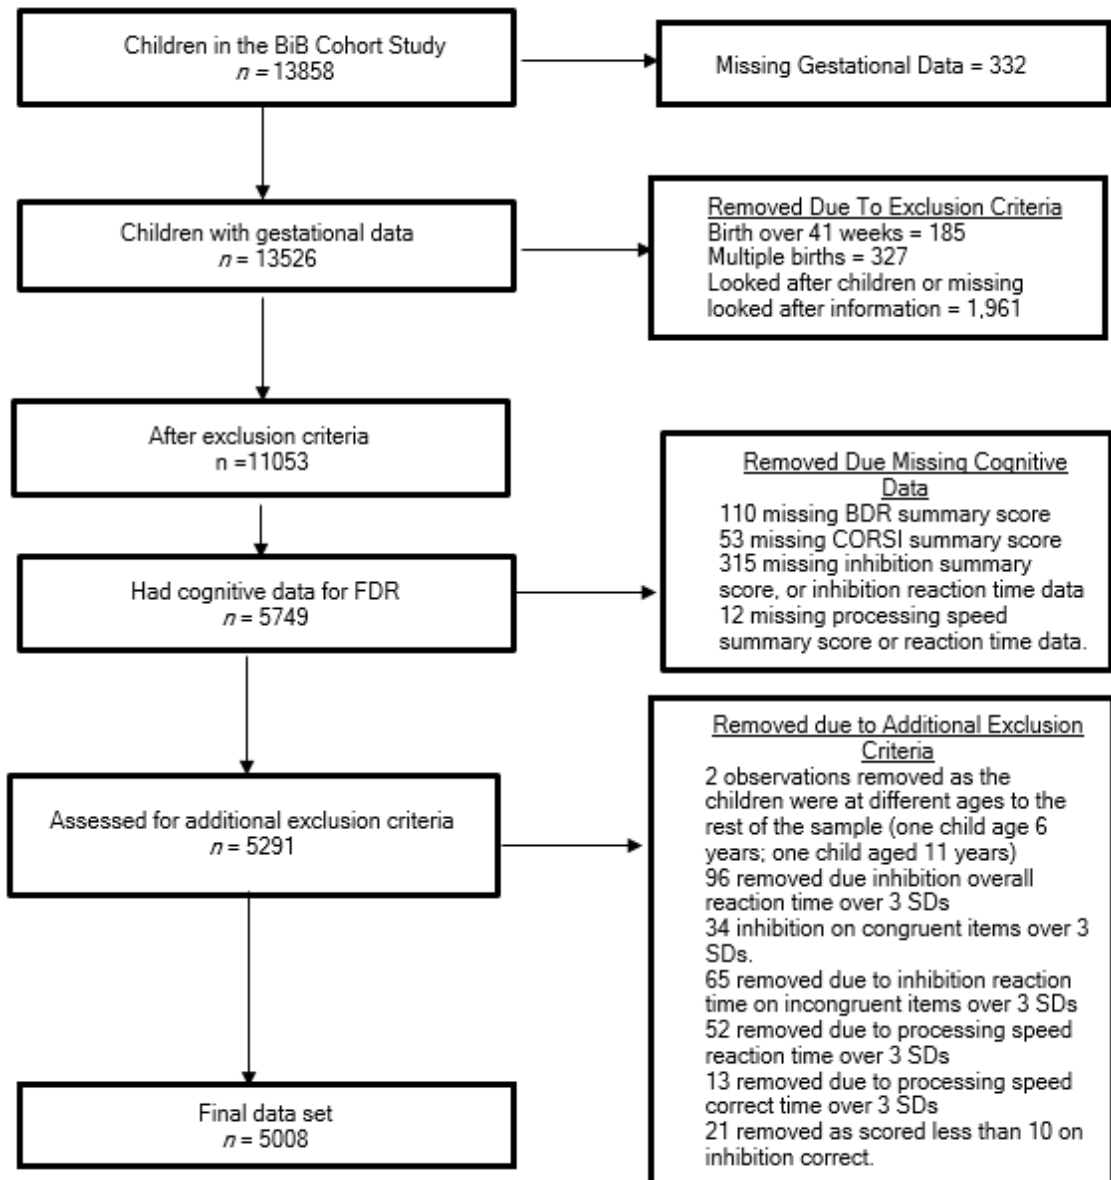 Children in the BiB Cohort Study
n = 13858
Missing Gestational Data = 332
Children with gestational data
n = 13526
Removed Due To Exclusion Criteria
Birth over 41 weeks = 185
Multiple births = 327
Looked after children or missing
looked after information = 1,961
After exclusion criteria
n =11053
Removed Due Missing Cognitive
Data
110 missing BDR summary score
53 missing CORSI summary score
315 missing inhibition summary
score, or inhibition reaction time data
12 missing processing speed
summary score or reaction time data.
Had cognitive data for FDR
n = 5749
Removed due to Additional Exclusion
Criteria
2 observations removed as the
children were at different ages to the
rest of the sample (one child age 6
years; one child aged 11 years)
96 removed due inhibition overall
reaction time over 3 SDs
34 inhibition on congruent items over 3
SDs.
65 removed due to inhibition reaction
time on incongruent items over 3 SDs
52 removed due to processing speed
reaction time over 3 SDs
13 removed due to processing speed
correct time over 3 SDs
21 removed as scored less than 10 on
inhibition correct.
Assessed for additional exclusion criteria
n = 5291
Final data set
n = 5008